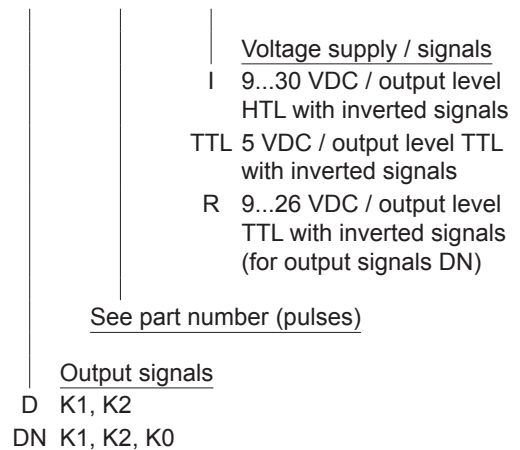 Voltage supply / signals
I 9...30 VDC / output level
HTL with inverted signals
TTL 5 VDC / output level TTL
with inverted signals
R 9...26 VDC / output level
TTL with inverted signals
(for output signals DN)
See part number (pulses)
Output signals
D K1, K2
DN K1, K2, K0